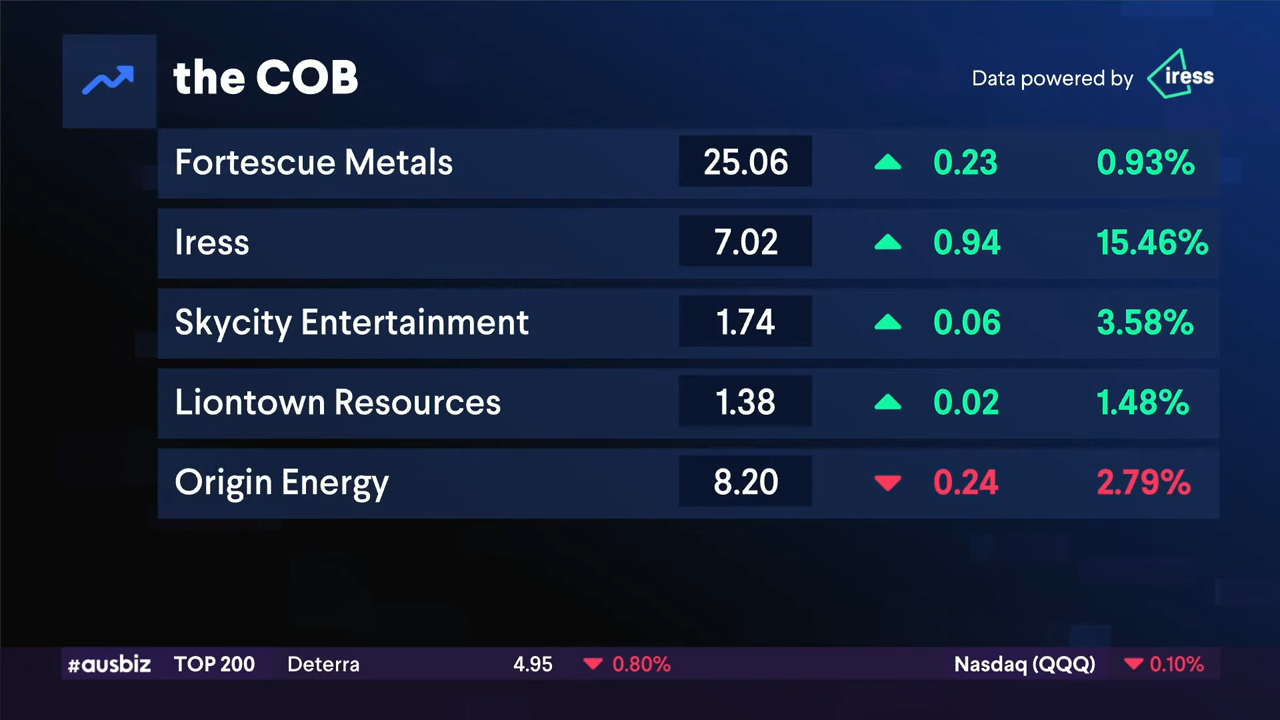 the COB
Data powered by iress
Fortescue Metals 25.06 ▲ 0.23 0.93%
Iress 7.02 ▲ 0.94 15.46%
Skycity Entertainment 1.74 ▲ 0.06 3.58%
Liontown Resources 1.38 ▲ 0.02 1.48%
Origin Energy 8.20 ▼ 0.24 2.79%
#ausbiz TOP 200 Deterra 4.95 ▼ 0.80% Nasdaq (QQQ) ▼ 0.10%